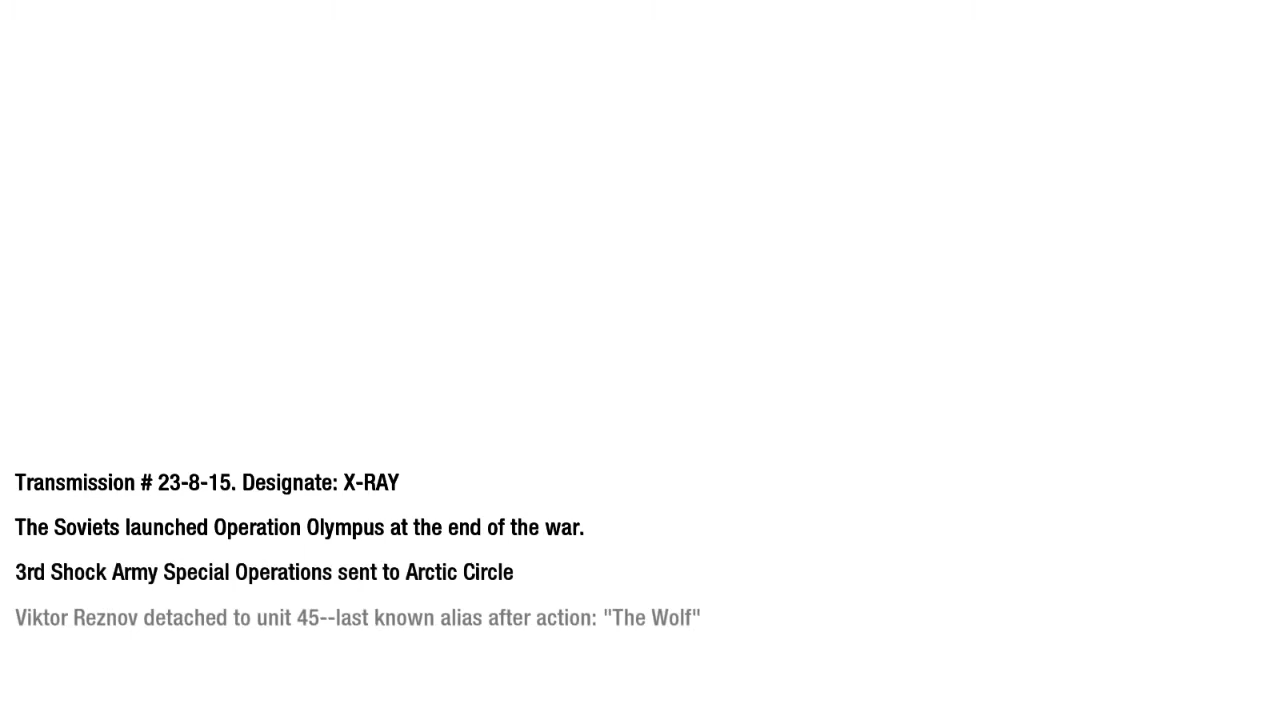 Transmission # 23-8-15. Designate: X-RAY
The Soviets launched Operation Olympus at the end of the war.
3rd Shock Army Special Operations sent to Arctic Circle
Viktor Reznov detached to unit 45--last known alias after action: "The Wolf"